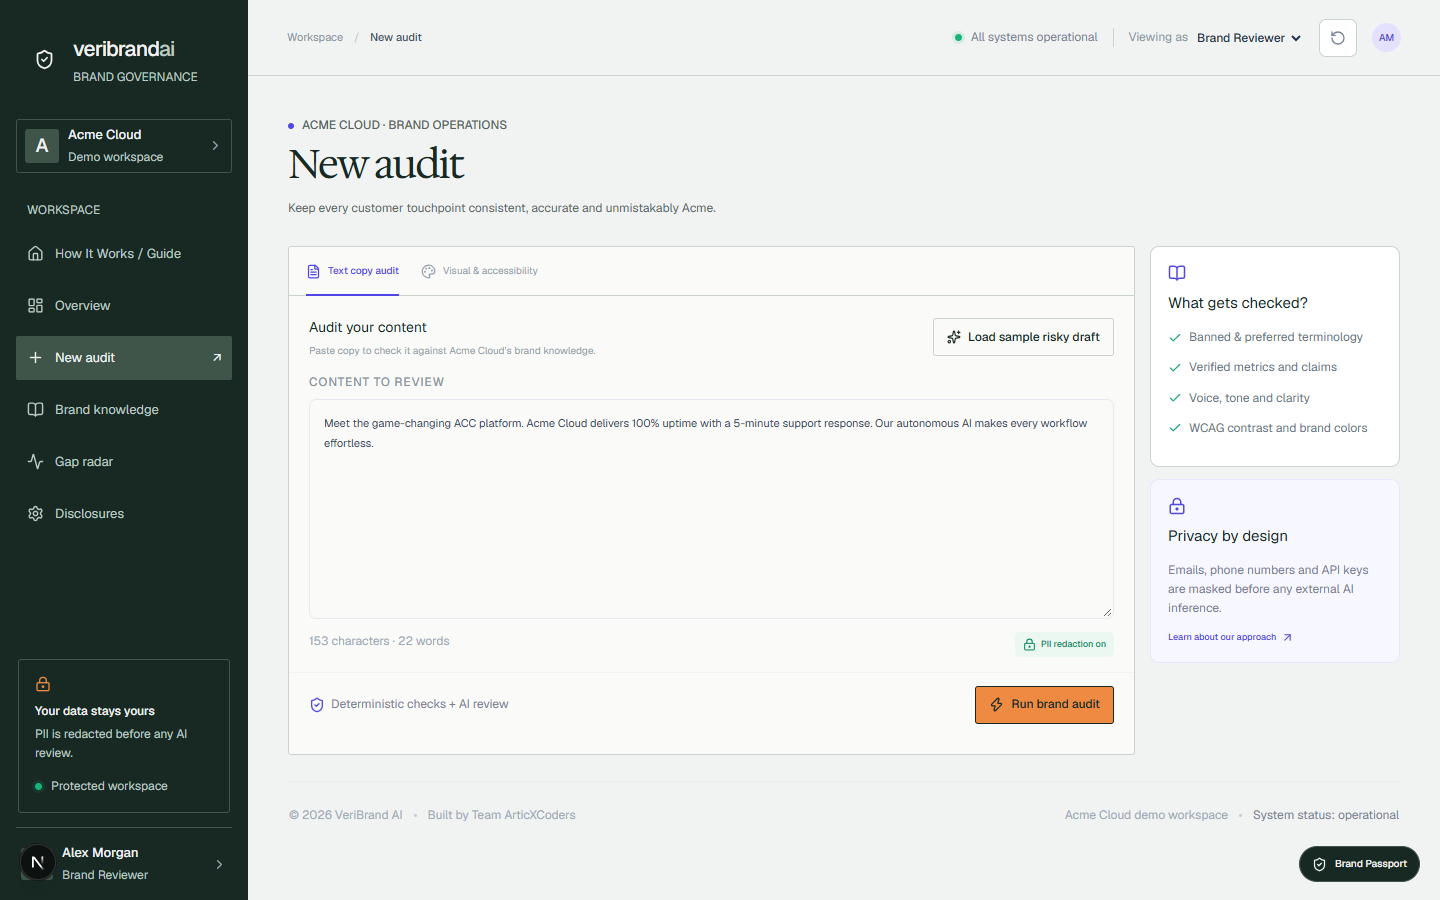 veribrandai
BRAND GOVERNANCE
A
Acme Cloud
Demo workspace
WORKSPACE
How It Works / Guide
Overview
New audit
Brand knowledge
Gap radar
Disclosures
Your data stays yours
PII is redacted before any AI
review.
Protected workspace
N
Alex Morgan
Brand Reviewer
Workspace / New audit
All systems operational
Viewing as Brand Reviewer
AM
ACME CLOUD · BRAND OPERATIONS
New audit
Keep every customer touchpoint consistent, accurate and unmistakably Acme.
Text copy audit
Visual & accessibility
Audit your content
Paste copy to check it against Acme Cloud's brand knowledge.
Load sample risky draft
CONTENT TO REVIEW
Meet the game-changing ACC platform. Acme Cloud delivers 100% uptime with a 5-minute support response. Our autonomous AI makes every workflow
effortless.
153 characters · 22 words
PII redaction on
Deterministic checks + AI review
Run brand audit
What gets checked?
Banned & preferred terminology
Verified metrics and claims
Voice, tone and clarity
WCAG contrast and brand colors
Privacy by design
Emails, phone numbers and API keys
are masked before any external AI
inference.
Learn about our approach
© 2026 VeriBrand AI • Built by Team ArticXCoders
Acme Cloud demo workspace • System status: operational
Brand Passport